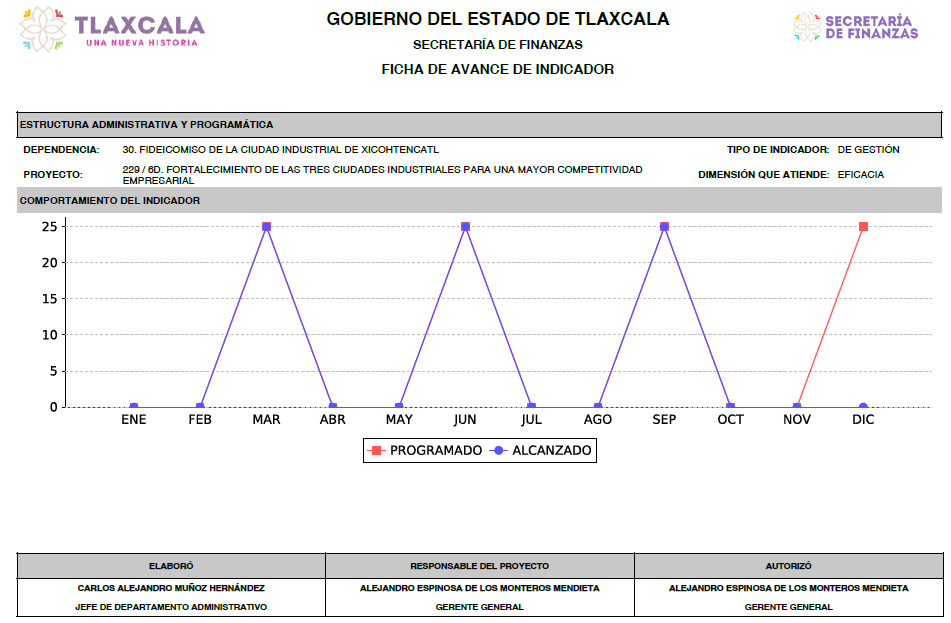 TLAXCALA
UNA NUEVA HISTORIA
GOBIERNO DEL ESTADO DE TLAXCALA
SECRETARÍA DE FINANZAS
FICHA DE AVANCE DE INDICADOR
SECRETARÍA
DE FINANZAS
ESTRUCTURA ADMINISTRATIVA Y PROGRAMÁTICA
DEPENDENCIA: 30. FIDEICOMISO DE LA CIUDAD INDUSTRIAL DE XICOHTENCATL TIPO DE INDICADOR: DE GESTIÓN
PROYECTO: 229 / 6D. FORTALECIMIENTO DE LAS TRES CIUDADES INDUSTRIALES PARA UNA MAYOR COMPETITIVIDAD
EMPRESARIAL
DIMENSIÓN QUE ATIENDE: EFICACIA
COMPORTAMIENTO DEL INDICADOR
25
20
15
10
5
0
ENE FEB MAR ABR MAY JUN JUL AGO SEP OCT NOV DIC
PROGRAMADO ALCANZADO
ELABORÓ RESPONSABLE DEL PROYECTO AUTORIZÓ
CARLOS ALEJANDRO MUÑOZ HERNÁNDEZ ALEJANDRO ESPINOSA DE LOS MONTEROS MENDIETA ALEJANDRO ESPINOSA DE LOS MONTEROS MENDIETA
JEFE DE DEPARTAMENTO ADMINISTRATIVO GERENTE GENERAL GERENTE GENERAL